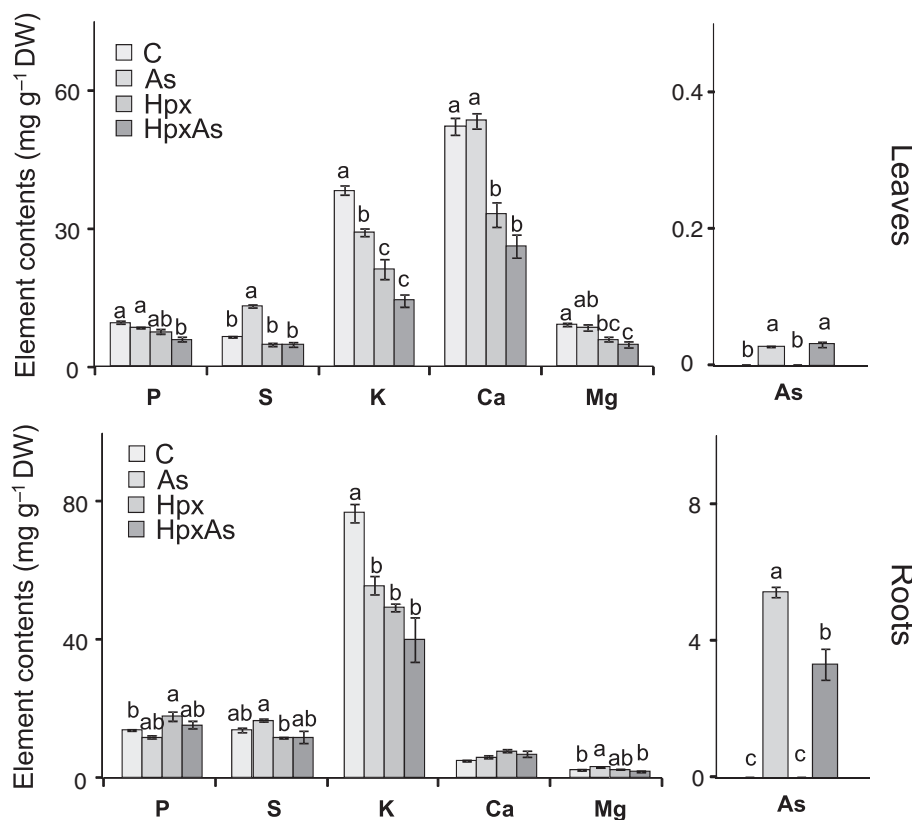 Element contents (mg g⁻¹ DW)
C
As
Hpx
HpxAs
60
30
0
a a ab b
b a b b
a b c c
a a b b
a ab bc c
P S K Ca Mg
0.4
0.2
0
b a b a
As
Leaves
Element contents (mg g⁻¹ DW)
C
As
Hpx
HpxAs
80
40
0
b ab a ab
ab a b ab
a b b b
b a ab b
P S K Ca Mg
8
4
0
c a c b
As
Roots